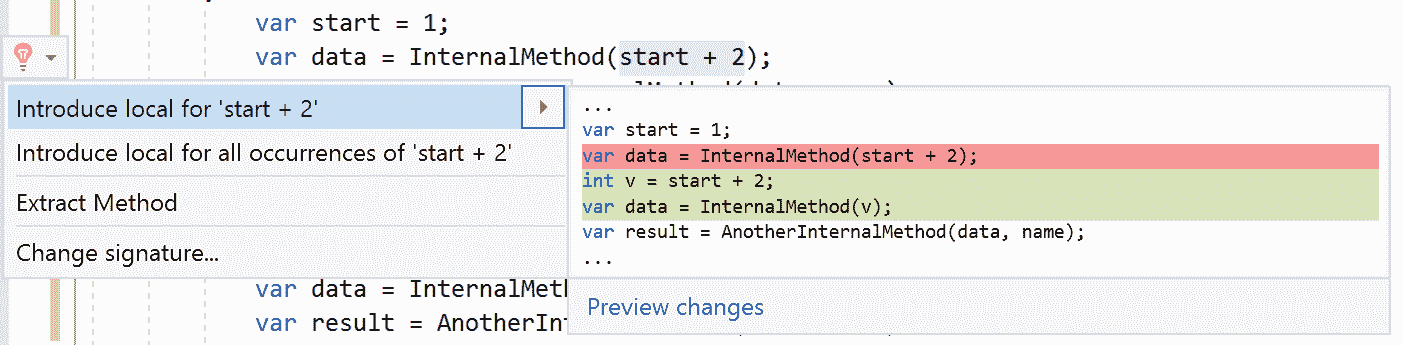 var start = 1;
var data = InternalMethod(start + 2);
Introduce local for 'start + 2'
Introduce local for all occurrences of 'start + 2'
Extract Method
Change signature...
...
var start = 1;
var data = InternalMethod(start + 2);
int v = start + 2;
var data = InternalMethod(v);
var result = AnotherInternalMethod(data, name);
...
Preview changes
var data = InternalMet
var result = AnotherInt